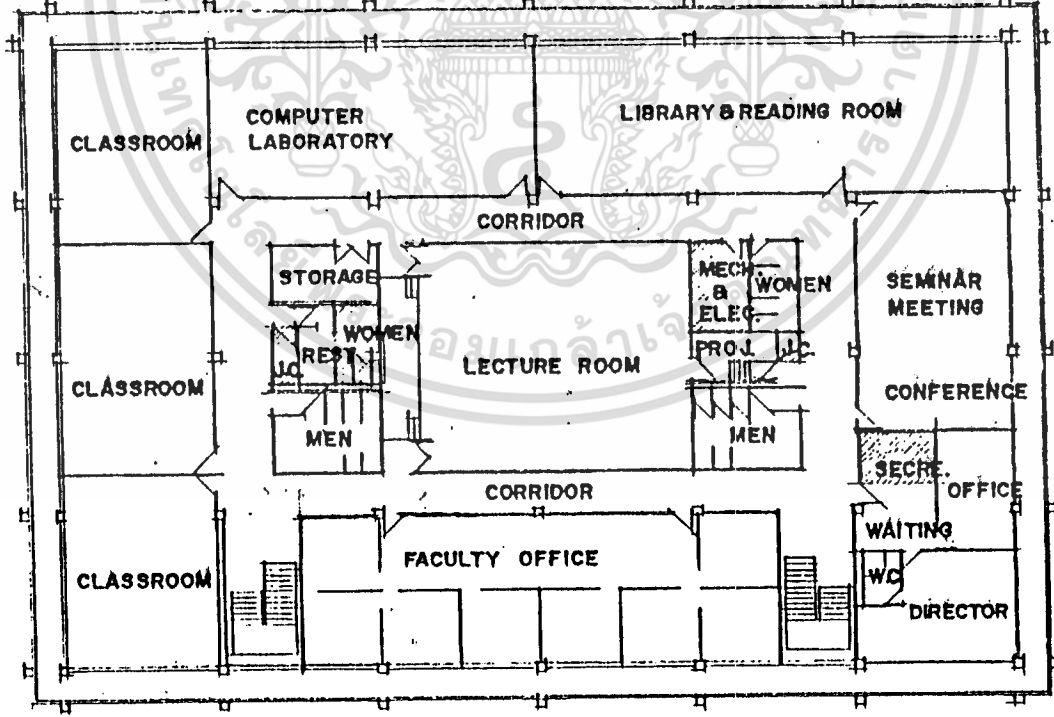 CLASSROOM
COMPUTER
LABORATORY
LIBRARY & READING ROOM
CORRIDOR
STORAGE
WOMEN
REST
J.C.
MEN
CLASSROOM
LECTURE ROOM
MECH.
&
ELEC.
WOMEN
PROJ.
J.C.
MEN
SEMINAR
MEETING
CONFERENCE
CORRIDOR
SECRE.
OFFICE
WAITING
W.C
DIRECTOR
CLASSROOM
FACULTY OFFICE